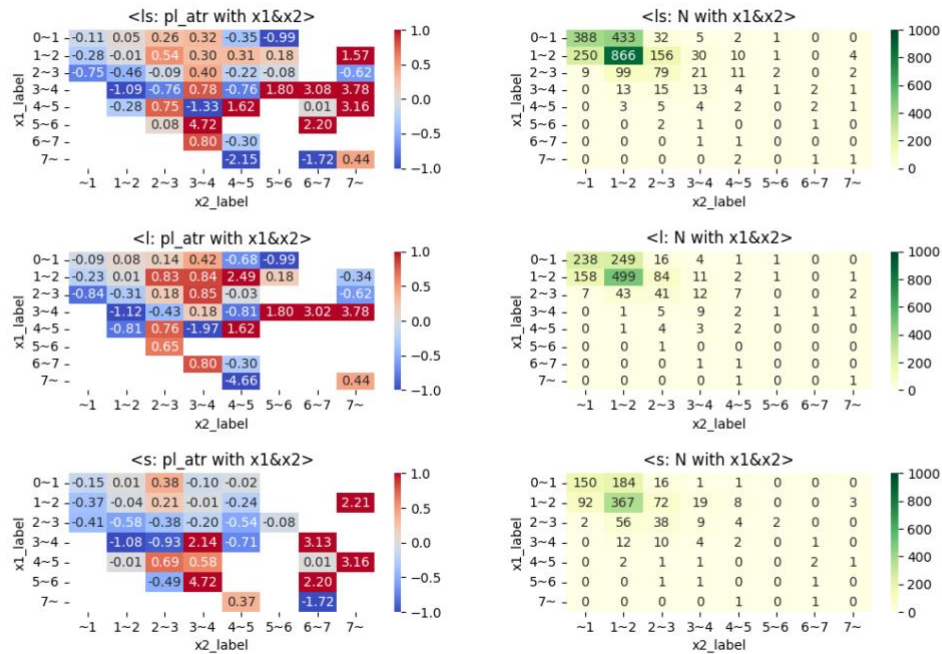 <ls: pl_atr with x1&x2>
x1_label
0~1 -0.11 0.05 0.26 0.32 -0.35 -0.99
1~2 -0.28 -0.01 0.54 0.30 0.31 0.18 1.57
2~3 -0.75 -0.46 -0.09 0.40 -0.22 -0.08 -0.62
3~4 -1.09 -0.76 0.78 -0.76 1.80 3.08 3.78
4~5 -0.28 0.75 -1.33 1.62 0.01 3.16
5~6 0.08 4.72 2.20
6~7 0.80 -0.30
7~ -2.15 -1.72 0.44
~1 1~2 2~3 3~4 4~5 5~6 6~7 7~
x2_label
1.0
0.5
0.0
-0.5
-1.0
<ls: N with x1&x2>
x1_label
0~1 388 433 32 5 2 1 0 0
1~2 250 866 156 30 10 1 0 4
2~3 9 99 79 21 11 2 0 2
3~4 0 13 15 13 4 1 2 1
4~5 0 3 5 4 2 0 2 1
5~6 0 0 2 1 0 0 1 0
6~7 0 0 0 1 1 0 0 0
7~ 0 0 0 0 2 0 1 1
~1 1~2 2~3 3~4 4~5 5~6 6~7 7~
x2_label
1000
800
600
400
200
0
<l: pl_atr with x1&x2>
x1_label
0~1 -0.09 0.08 0.14 0.42 -0.68 -0.99
1~2 -0.23 0.01 0.83 0.84 2.49 0.18 -0.34
2~3 -0.84 -0.31 0.18 0.85 -0.03 -0.62
3~4 -1.12 -0.43 0.18 -0.81 1.80 3.02 3.78
4~5 -0.81 0.76 -1.97 1.62
5~6 0.65
6~7 0.80 -0.30
7~ -4.66 0.44
~1 1~2 2~3 3~4 4~5 5~6 6~7 7~
x2_label
1.0
0.5
0.0
-0.5
-1.0
<l: N with x1&x2>
x1_label
0~1 238 249 16 4 1 1 0 0
1~2 158 499 84 11 2 1 0 1
2~3 7 43 41 12 7 0 0 2
3~4 0 1 5 9 2 1 1 1
4~5 0 1 4 3 2 0 0 0
5~6 0 0 1 0 0 0 0 0
6~7 0 0 0 1 1 0 0 0
7~ 0 0 0 0 1 0 0 1
~1 1~2 2~3 3~4 4~5 5~6 6~7 7~
x2_label
1000
800
600
400
200
0
<s: pl_atr with x1&x2>
x1_label
0~1 -0.15 0.01 0.38 -0.10 -0.02
1~2 -0.37 -0.04 0.21 -0.01 -0.24 2.21
2~3 -0.41 -0.58 -0.38 -0.20 -0.54 -0.08
3~4 -1.08 -0.93 2.14 -0.71 3.13
4~5 -0.01 0.69 0.58 0.01 3.16
5~6 -0.49 4.72 2.20
7~ 0.37 -1.72
~1 1~2 2~3 3~4 4~5 5~6 6~7 7~
x2_label
1.0
0.5
0.0
-0.5
-1.0
<s: N with x1&x2>
x1_label
0~1 150 184 16 1 1 0 0 0
1~2 92 367 72 19 8 0 0 3
2~3 2 56 38 9 4 2 0 0
3~4 0 12 10 4 2 0 1 0
4~5 0 2 1 1 0 0 2 1
5~6 0 0 1 1 0 0 1 0
7~ 0 0 0 0 1 0 1 0
~1 1~2 2~3 3~4 4~5 5~6 6~7 7~
x2_label
1000
800
600
400
200
0